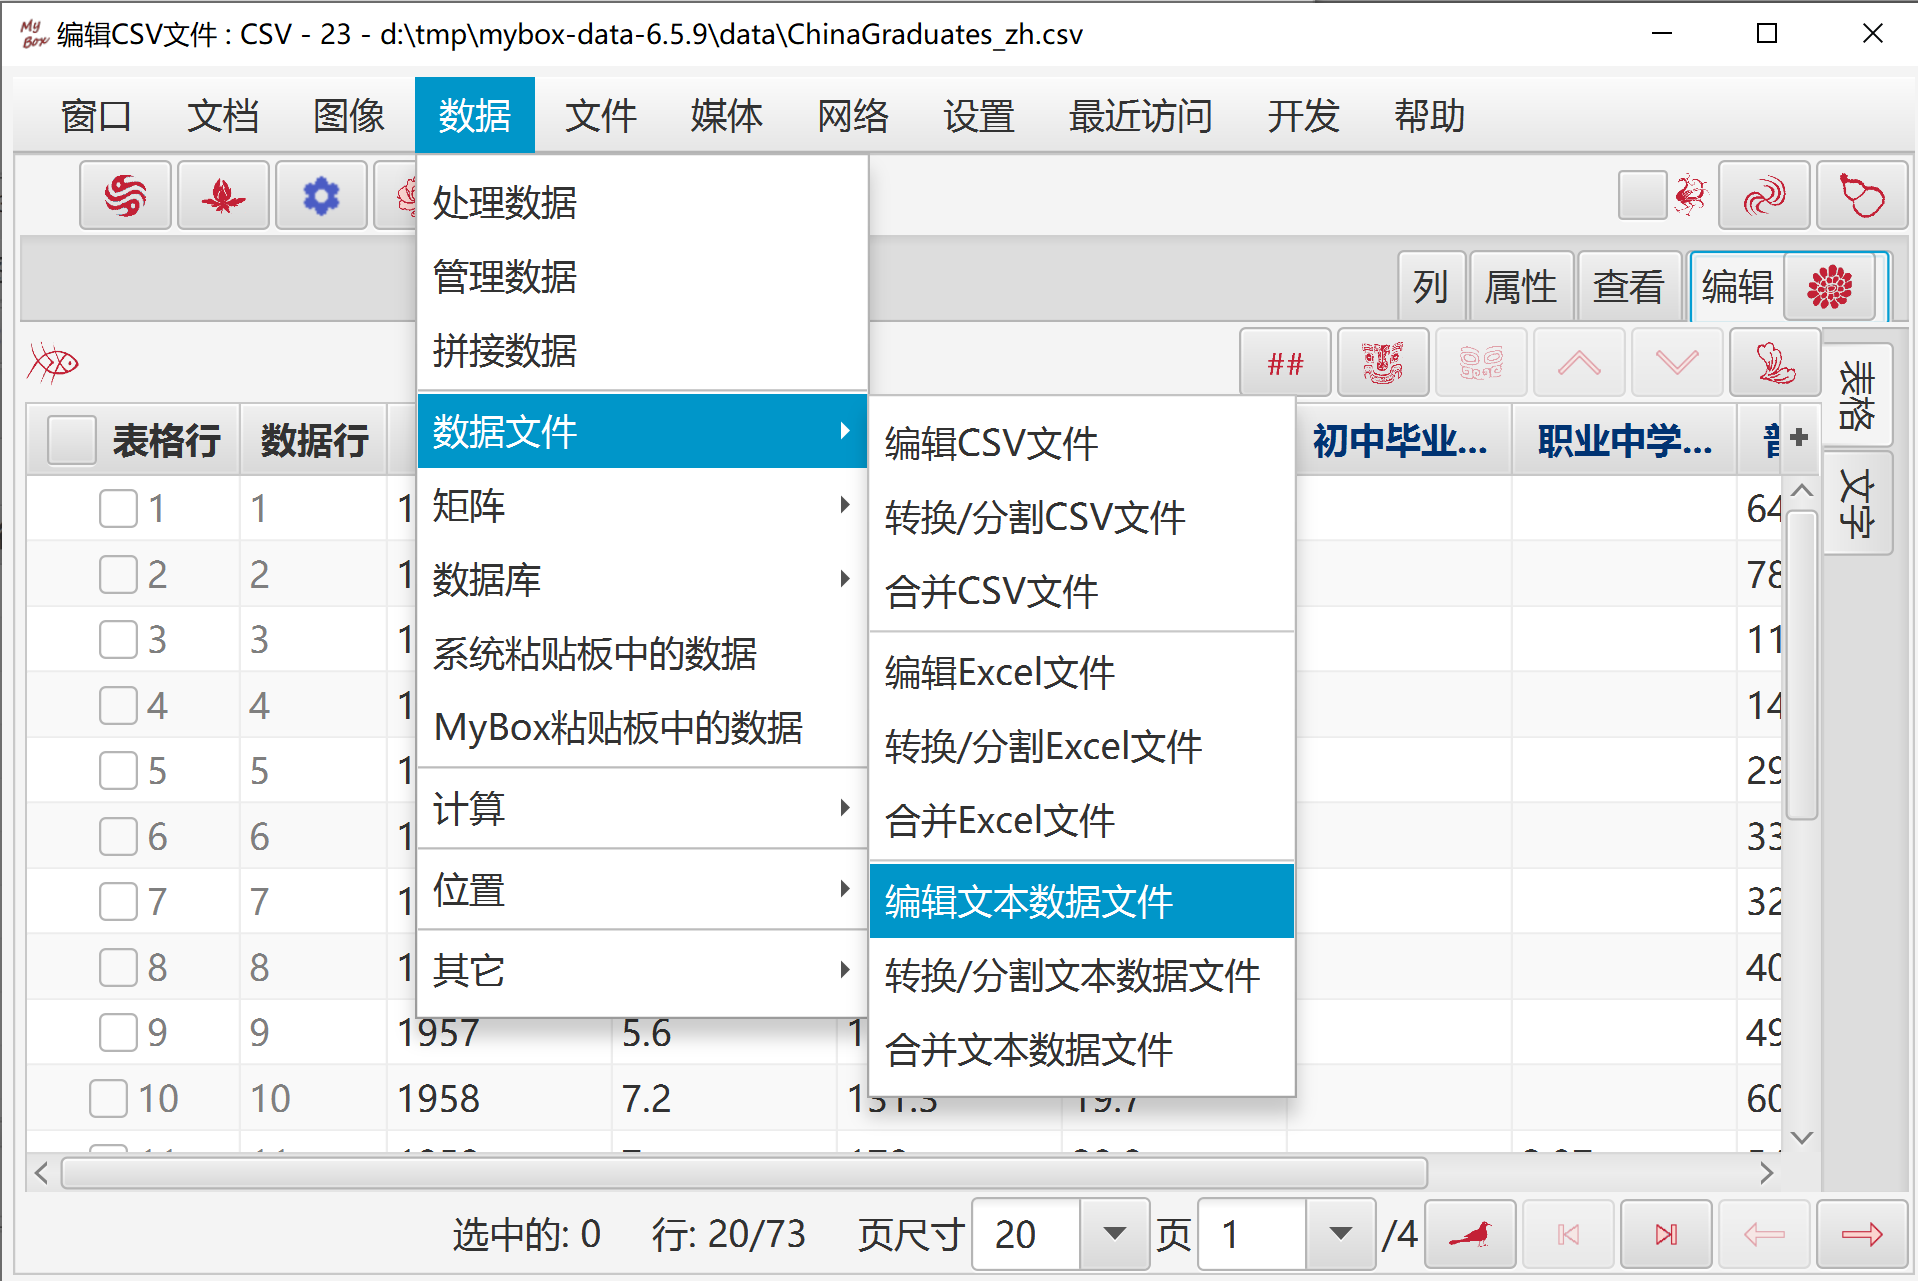 My Box 编辑CSV文件 : CSV - 23 - d:\tmp\mybox-data-6.5.9\data\ChinaGraduates_zh.csv
窗口 文档 图像 数据 文件 媒体 网络 设置 最近访问 开发 帮助
处理数据
管理数据
拼接数据
数据文件
矩阵
数据库
系统粘贴板中的数据
MyBox粘贴板中的数据
计算
位置
其它
编辑CSV文件
转换/分割CSV文件
合并CSV文件
编辑Excel文件
转换/分割Excel文件
合并Excel文件
编辑文本数据文件
转换/分割文本数据文件
合并文本数据文件
列 属性 查看 编辑
##
表格
文字
表格行 数据行 初中毕业... 职业中学... +
1 1 1 64
2 2 1 78
3 3 1 11
4 4 1 14
5 5 1 29
6 6 1 33
7 7 1 32
8 8 1 40
9 9 1957 5.6 1 49
10 10 1958 7.2 131.3 19.7 60
选中的: 0 行: 20/73 页尺寸 20 页 1 /4